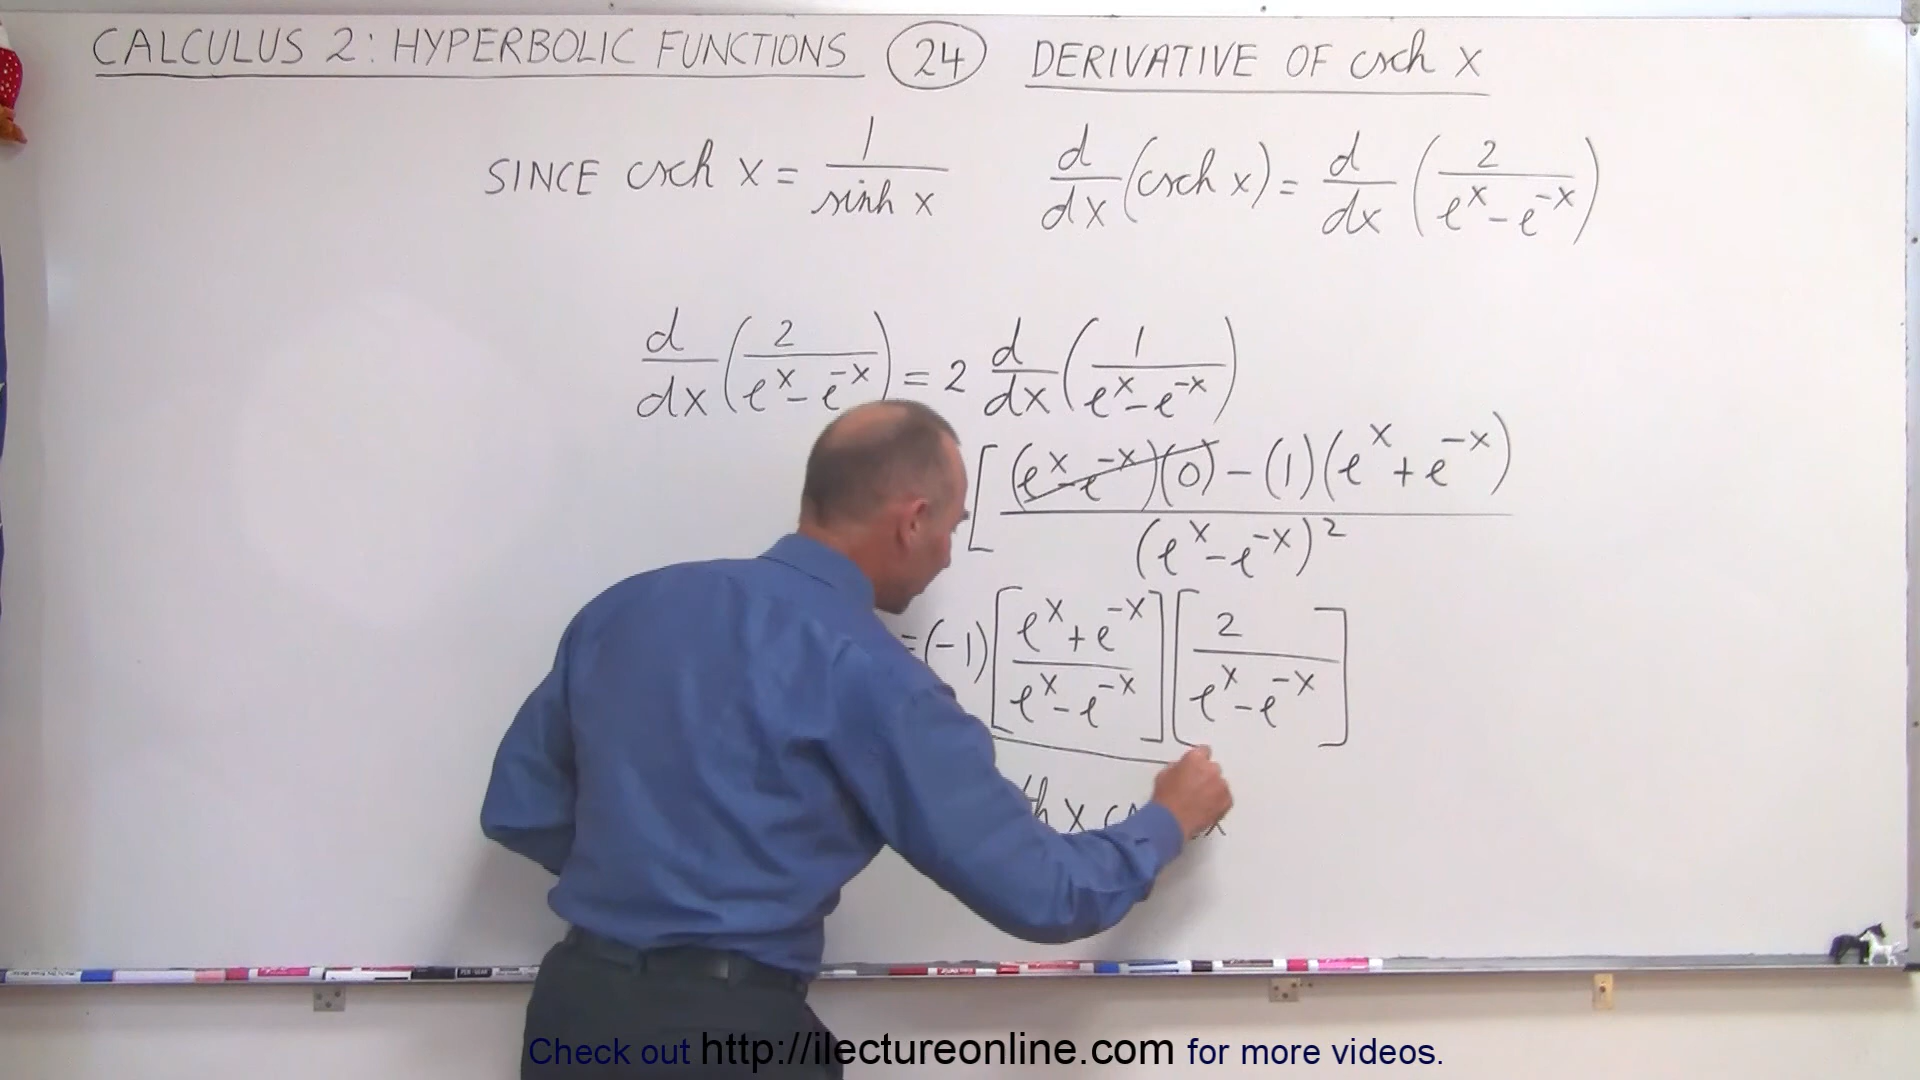 CALCULUS 2: HYPERBOLIC FUNCTIONS 24 DERIVATIVE OF csch x
SINCE csch x = 1/(sinh x) d/dx (csch x) = d/dx (2/(e^x - e^-x))
d/dx (2/(e^x - e^-x)) = 2 d/dx (1/(e^x - e^-x))
[ ((e^x - e^-x)(0) - (1)(e^x + e^-x))/(e^x - e^-x)^2
= (-1) [(e^x + e^-x)/(e^x - e^-x)] [2/(e^x - e^-x)]
th x c x
Check out http://ilectureonline.com for more videos.